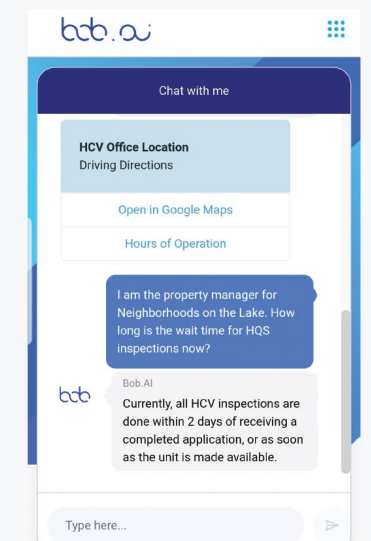 bob.ai
Chat with me
HCV Office Location
Driving Directions
Open in Google Maps
Hours of Operation
I am the property manager for
Neighborhoods on the Lake. How
long is the wait time for HQS
inspections now?
Bob.AI
bob
Currently, all HCV inspections are
done within 2 days of receiving a
completed application, or as soon
as the unit is made available.
Type here...